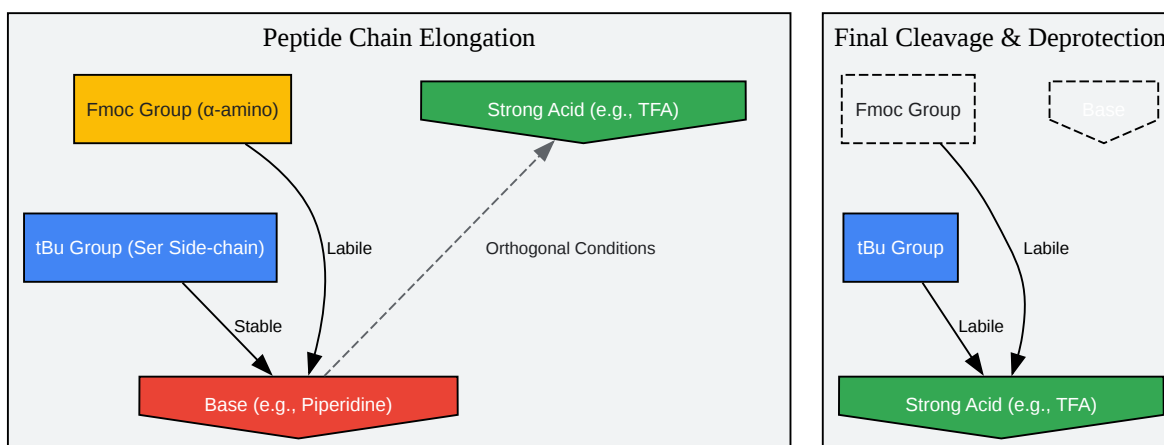 Peptide Chain Elongation
Fmoc Group (α-amino)
Strong Acid (e.g., TFA)
tBu Group (Ser Side-chain)
Labile
Orthogonal Conditions
Stable
Base (e.g., Piperidine)
Final Cleavage & Deprotection
Fmoc Group
Base
tBu Group
Labile
Labile
Strong Acid (e.g., TFA)